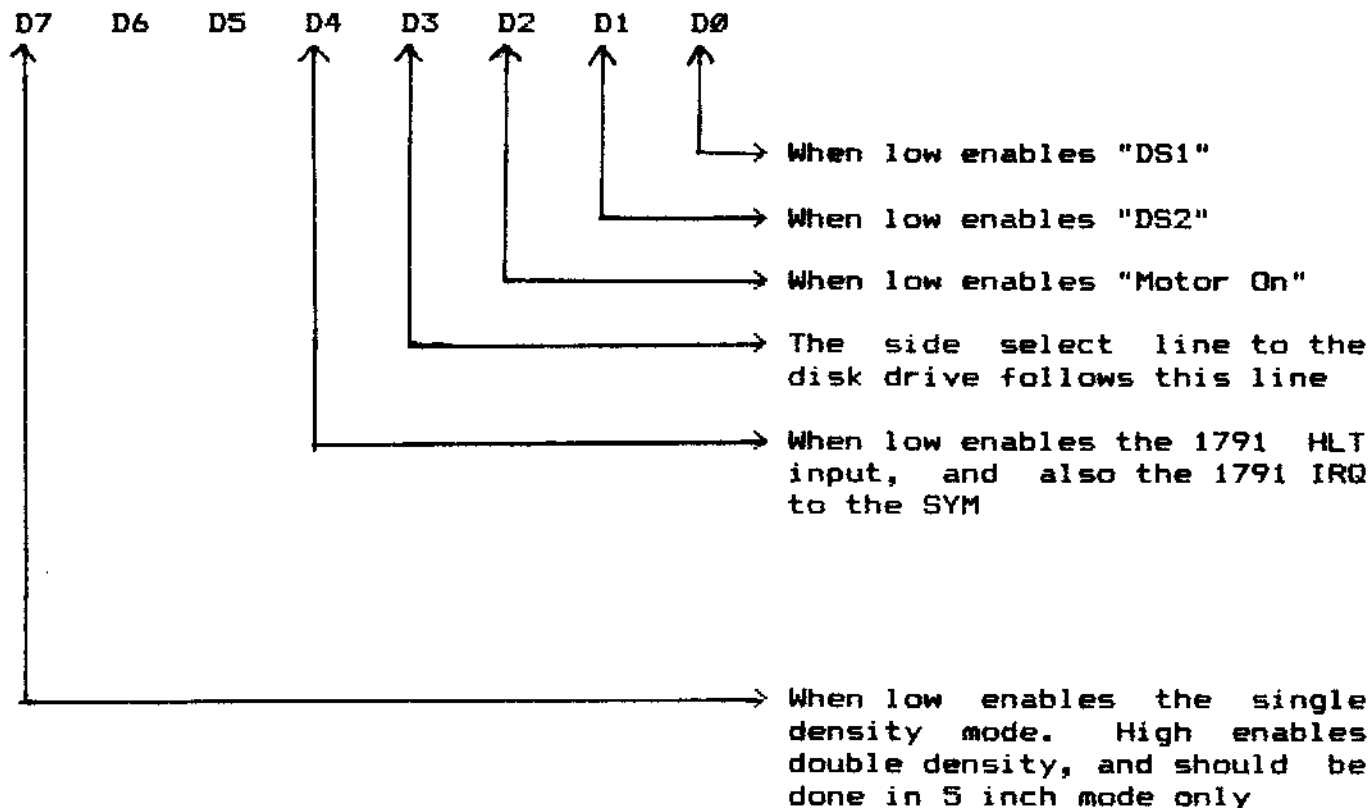 D7 D6 D5 D4 D3 D2 D1 DØ
When low enables "DS1"
When low enables "DS2"
When low enables "Motor On"
The side select line to the
disk drive follows this line
When low enables the 1791 HLT
input, and also the 1791 IRQ
to the SYM
When low enables the single
density mode. High enables
double density, and should be
done in 5 inch mode only